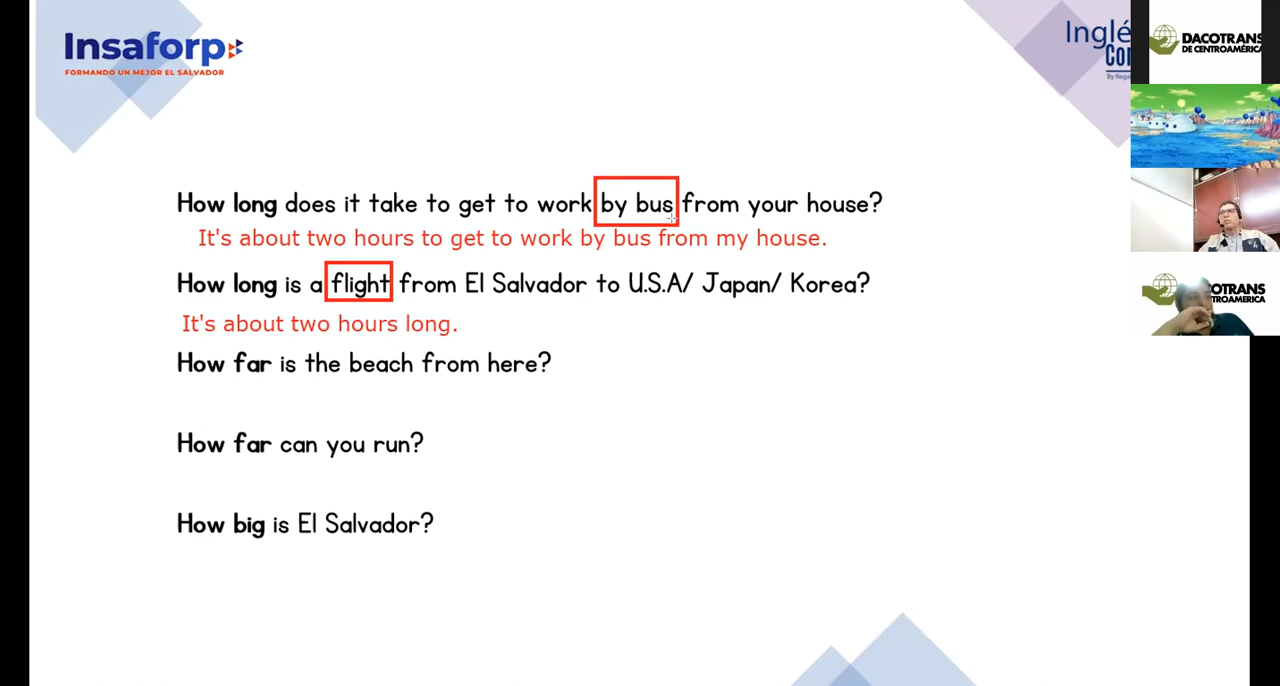 Insaforp
FORMANDO UN MEJOR EL SALVADOR
Inglé
Con
DACOTRANS
DE CENTROAMÉRICA
How long does it take to get to work by bus from your house?
It's about two hours to get to work by bus from my house.
How long is a flight from El Salvador to U.S.A/ Japan/ Korea?
It's about two hours long.
OTRANS
TROAMERICA
How far is the beach from here?
How far can you run?
How big is El Salvador?